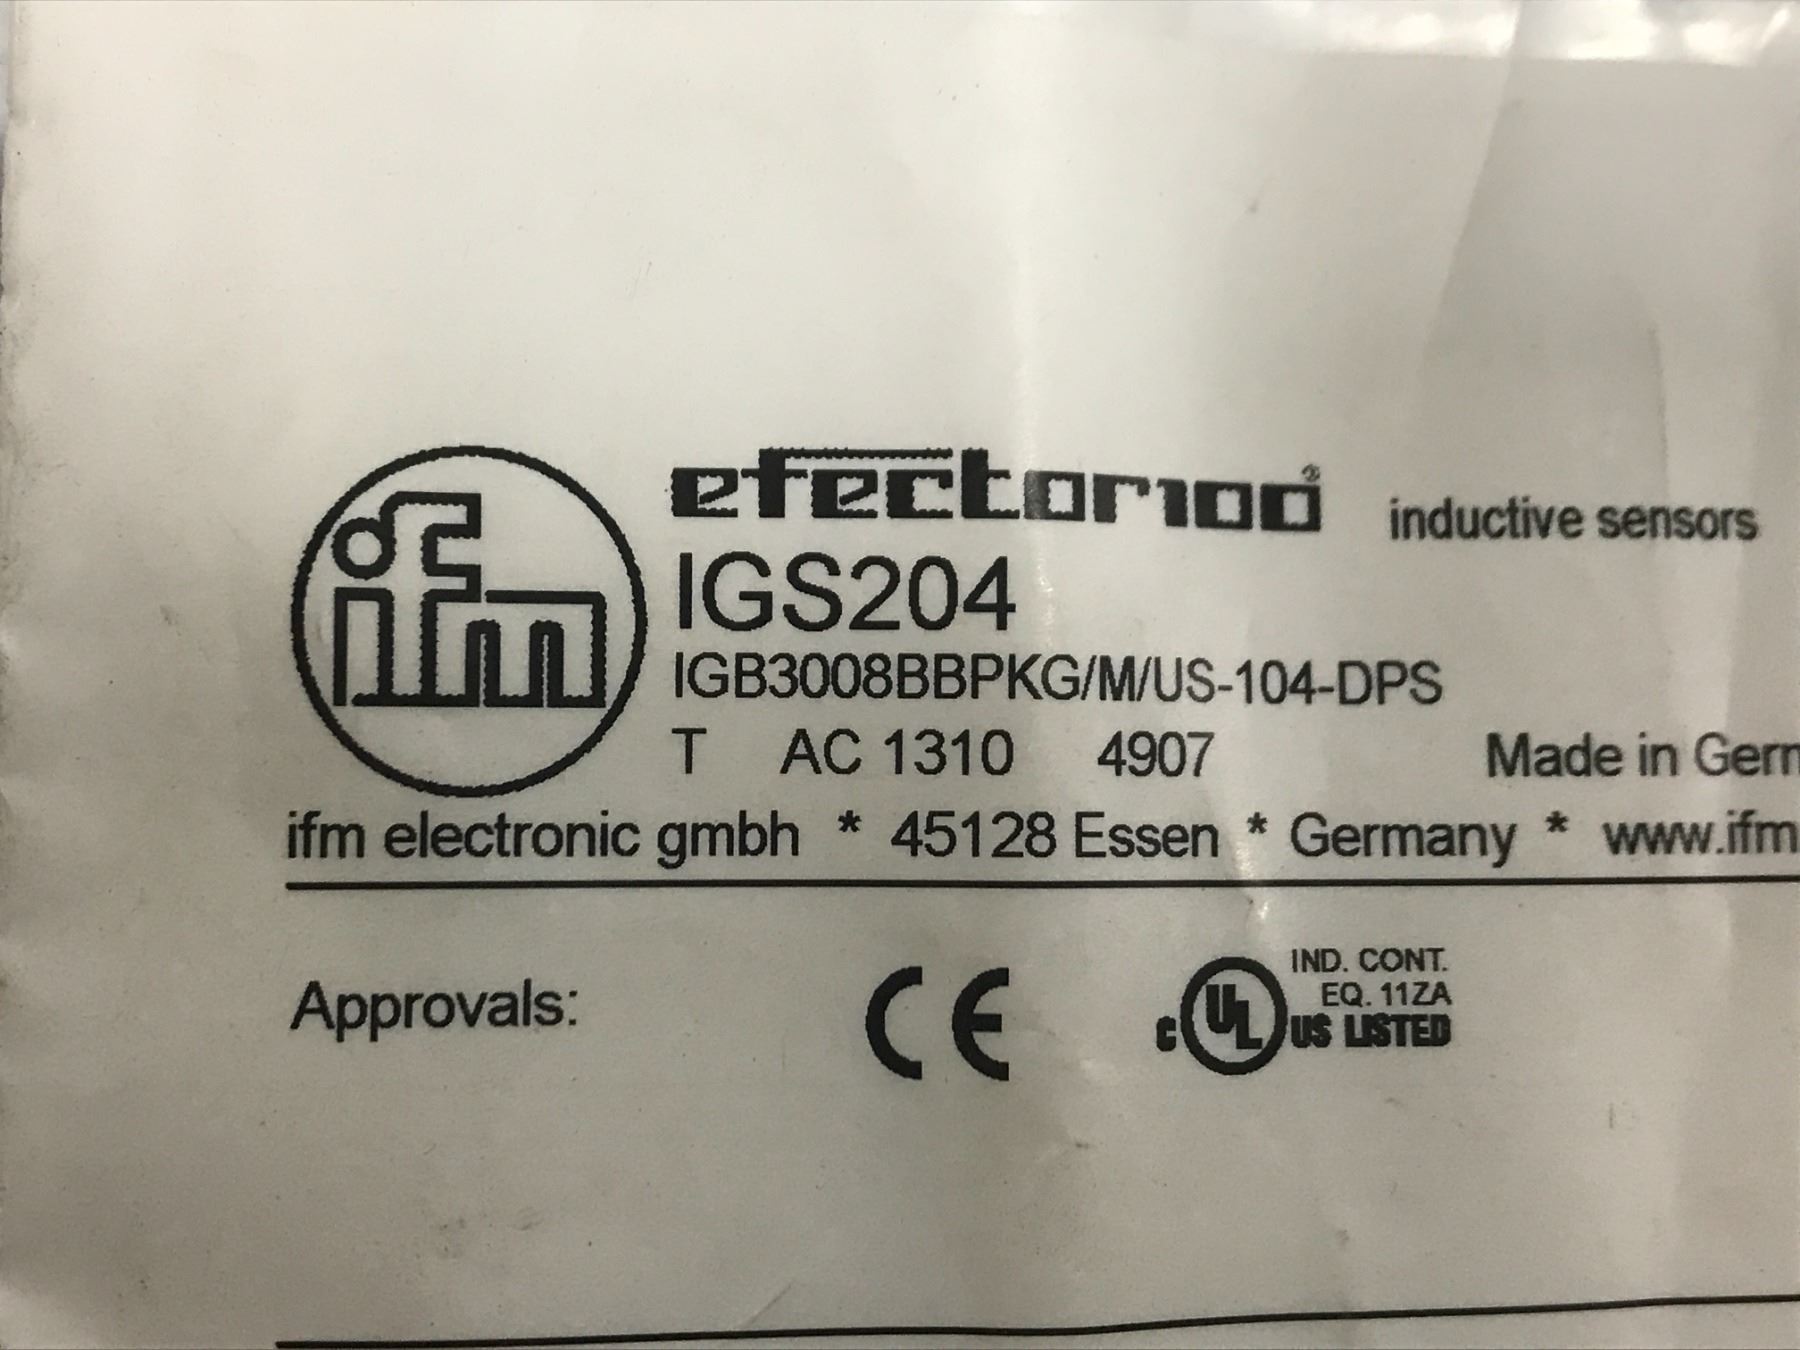 ifm
efector100® inductive sensors
IGS204
IGB3008BBPKG/M/US-104-DPS
T AC 1310 4907 Made in Germ
ifm electronic gmbh * 45128 Essen * Germany * www.ifm
Approvals: CE
IND. CONT.
EQ. 11ZA
c UL US LISTED